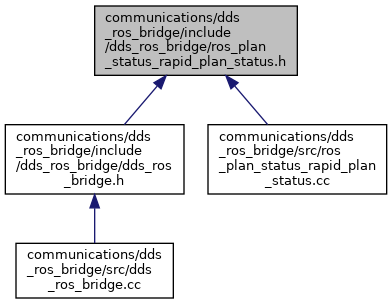 communications/dds
_ros_bridge/include
/dds_ros_bridge/ros_plan
_status_rapid_plan_status.h
communications/dds
_ros_bridge/include
/dds_ros_bridge/dds_ros
_bridge.h
communications/dds
_ros_bridge/src/ros
_plan_status_rapid_plan
_status.cc
communications/dds
_ros_bridge/src/dds
_ros_bridge.cc